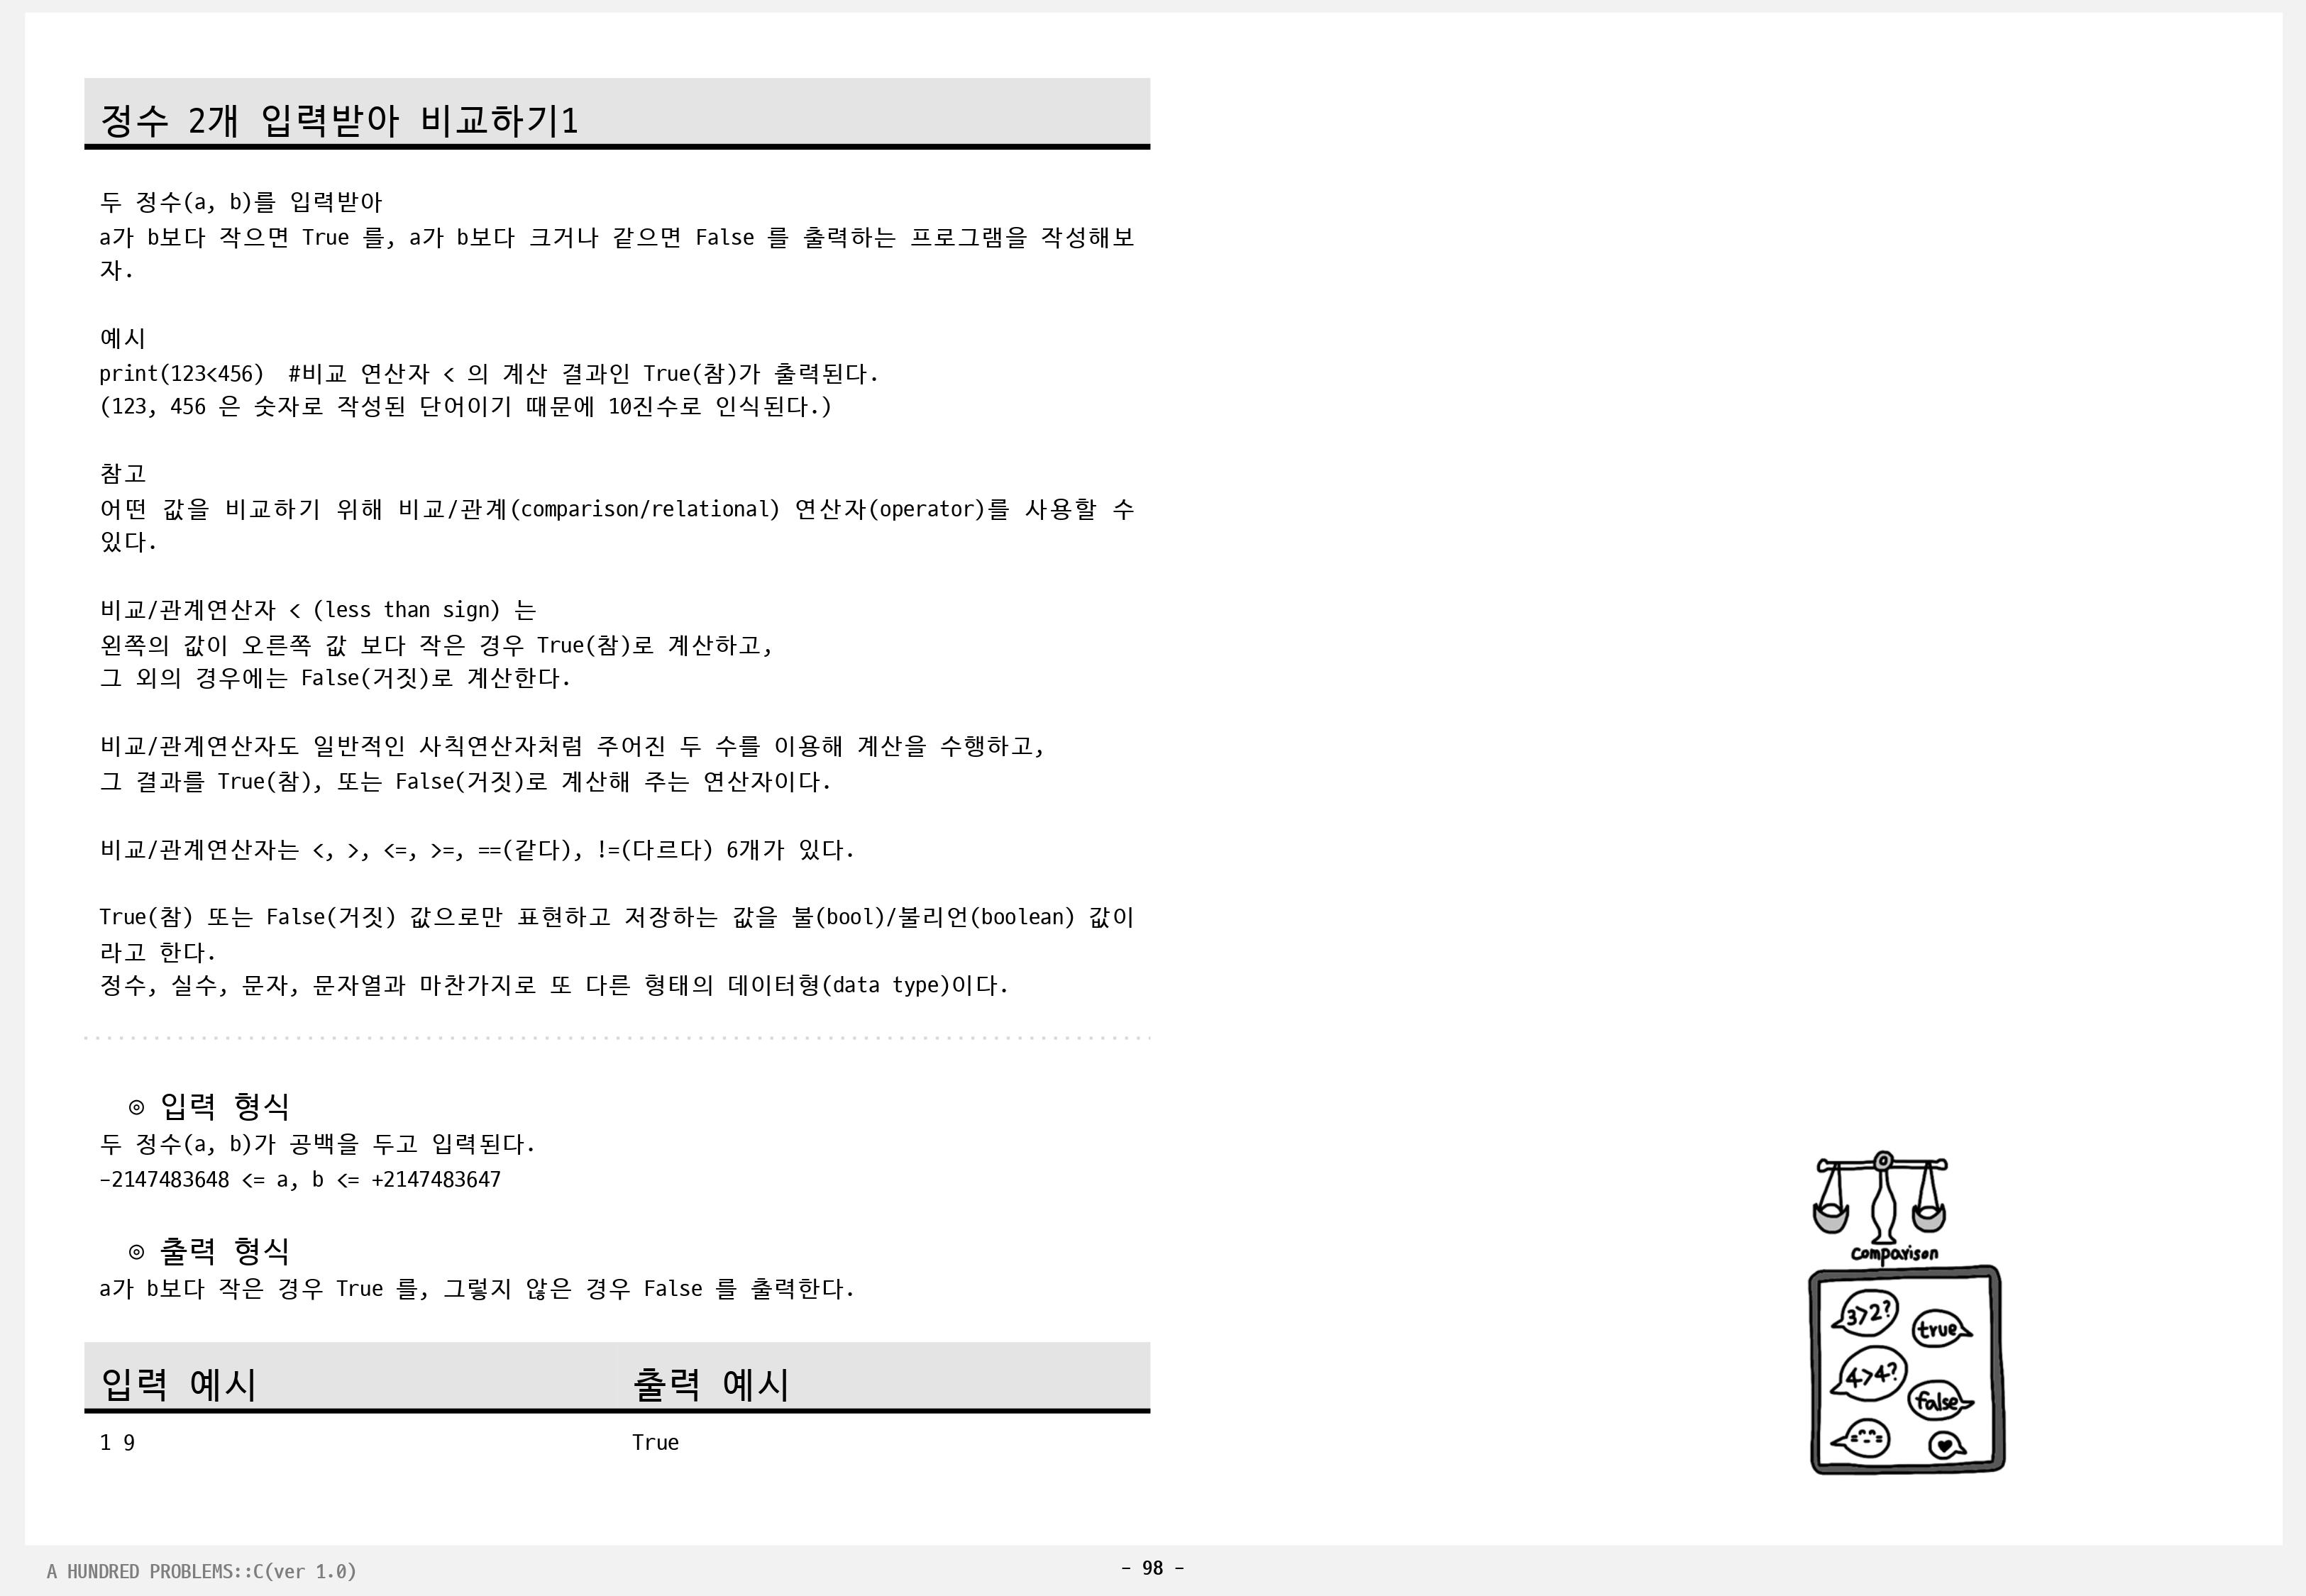 정수 2개 입력받아 비교하기1
두 정수(a, b)를 입력받아
a가 b보다 작으면 True 를, a가 b보다 크거나 같으면 False 를 출력하는 프로그램을 작성해보
자.
예시
print(123<456)  #비교 연산자 < 의 계산 결과인 True(참)가 출력된다.
(123, 456 은 숫자로 작성된 단어이기 때문에 10진수로 인식된다.)
참고
어떤 값을 비교하기 위해 비교/관계(comparison/relational) 연산자(operator)를 사용할 수
있다.
비교/관계연산자 < (less than sign) 는
왼쪽의 값이 오른쪽 값 보다 작은 경우 True(참)로 계산하고,
그 외의 경우에는 False(거짓)로 계산한다.
비교/관계연산자도 일반적인 사칙연산자처럼 주어진 두 수를 이용해 계산을 수행하고,
그 결과를 True(참), 또는 False(거짓)로 계산해 주는 연산자이다.
비교/관계연산자는 <, >, <=, >=, ==(같다), !=(다르다) 6개가 있다.
True(참) 또는 False(거짓) 값으로만 표현하고 저장하는 값을 불(bool)/불리언(boolean) 값이
라고 한다.
정수, 실수, 문자, 문자열과 마찬가지로 또 다른 형태의 데이터형(data type)이다.
◎ 입력 형식
두 정수(a, b)가 공백을 두고 입력된다.
-2147483648 <= a, b <= +2147483647
◎ 출력 형식
a가 b보다 작은 경우 True 를, 그렇지 않은 경우 False 를 출력한다.
입력 예시 출력 예시
1 9 True
comparison
3>2?
true
4>4?
false
A HUNDRED PROBLEMS::C(ver 1.0)
- 98 -